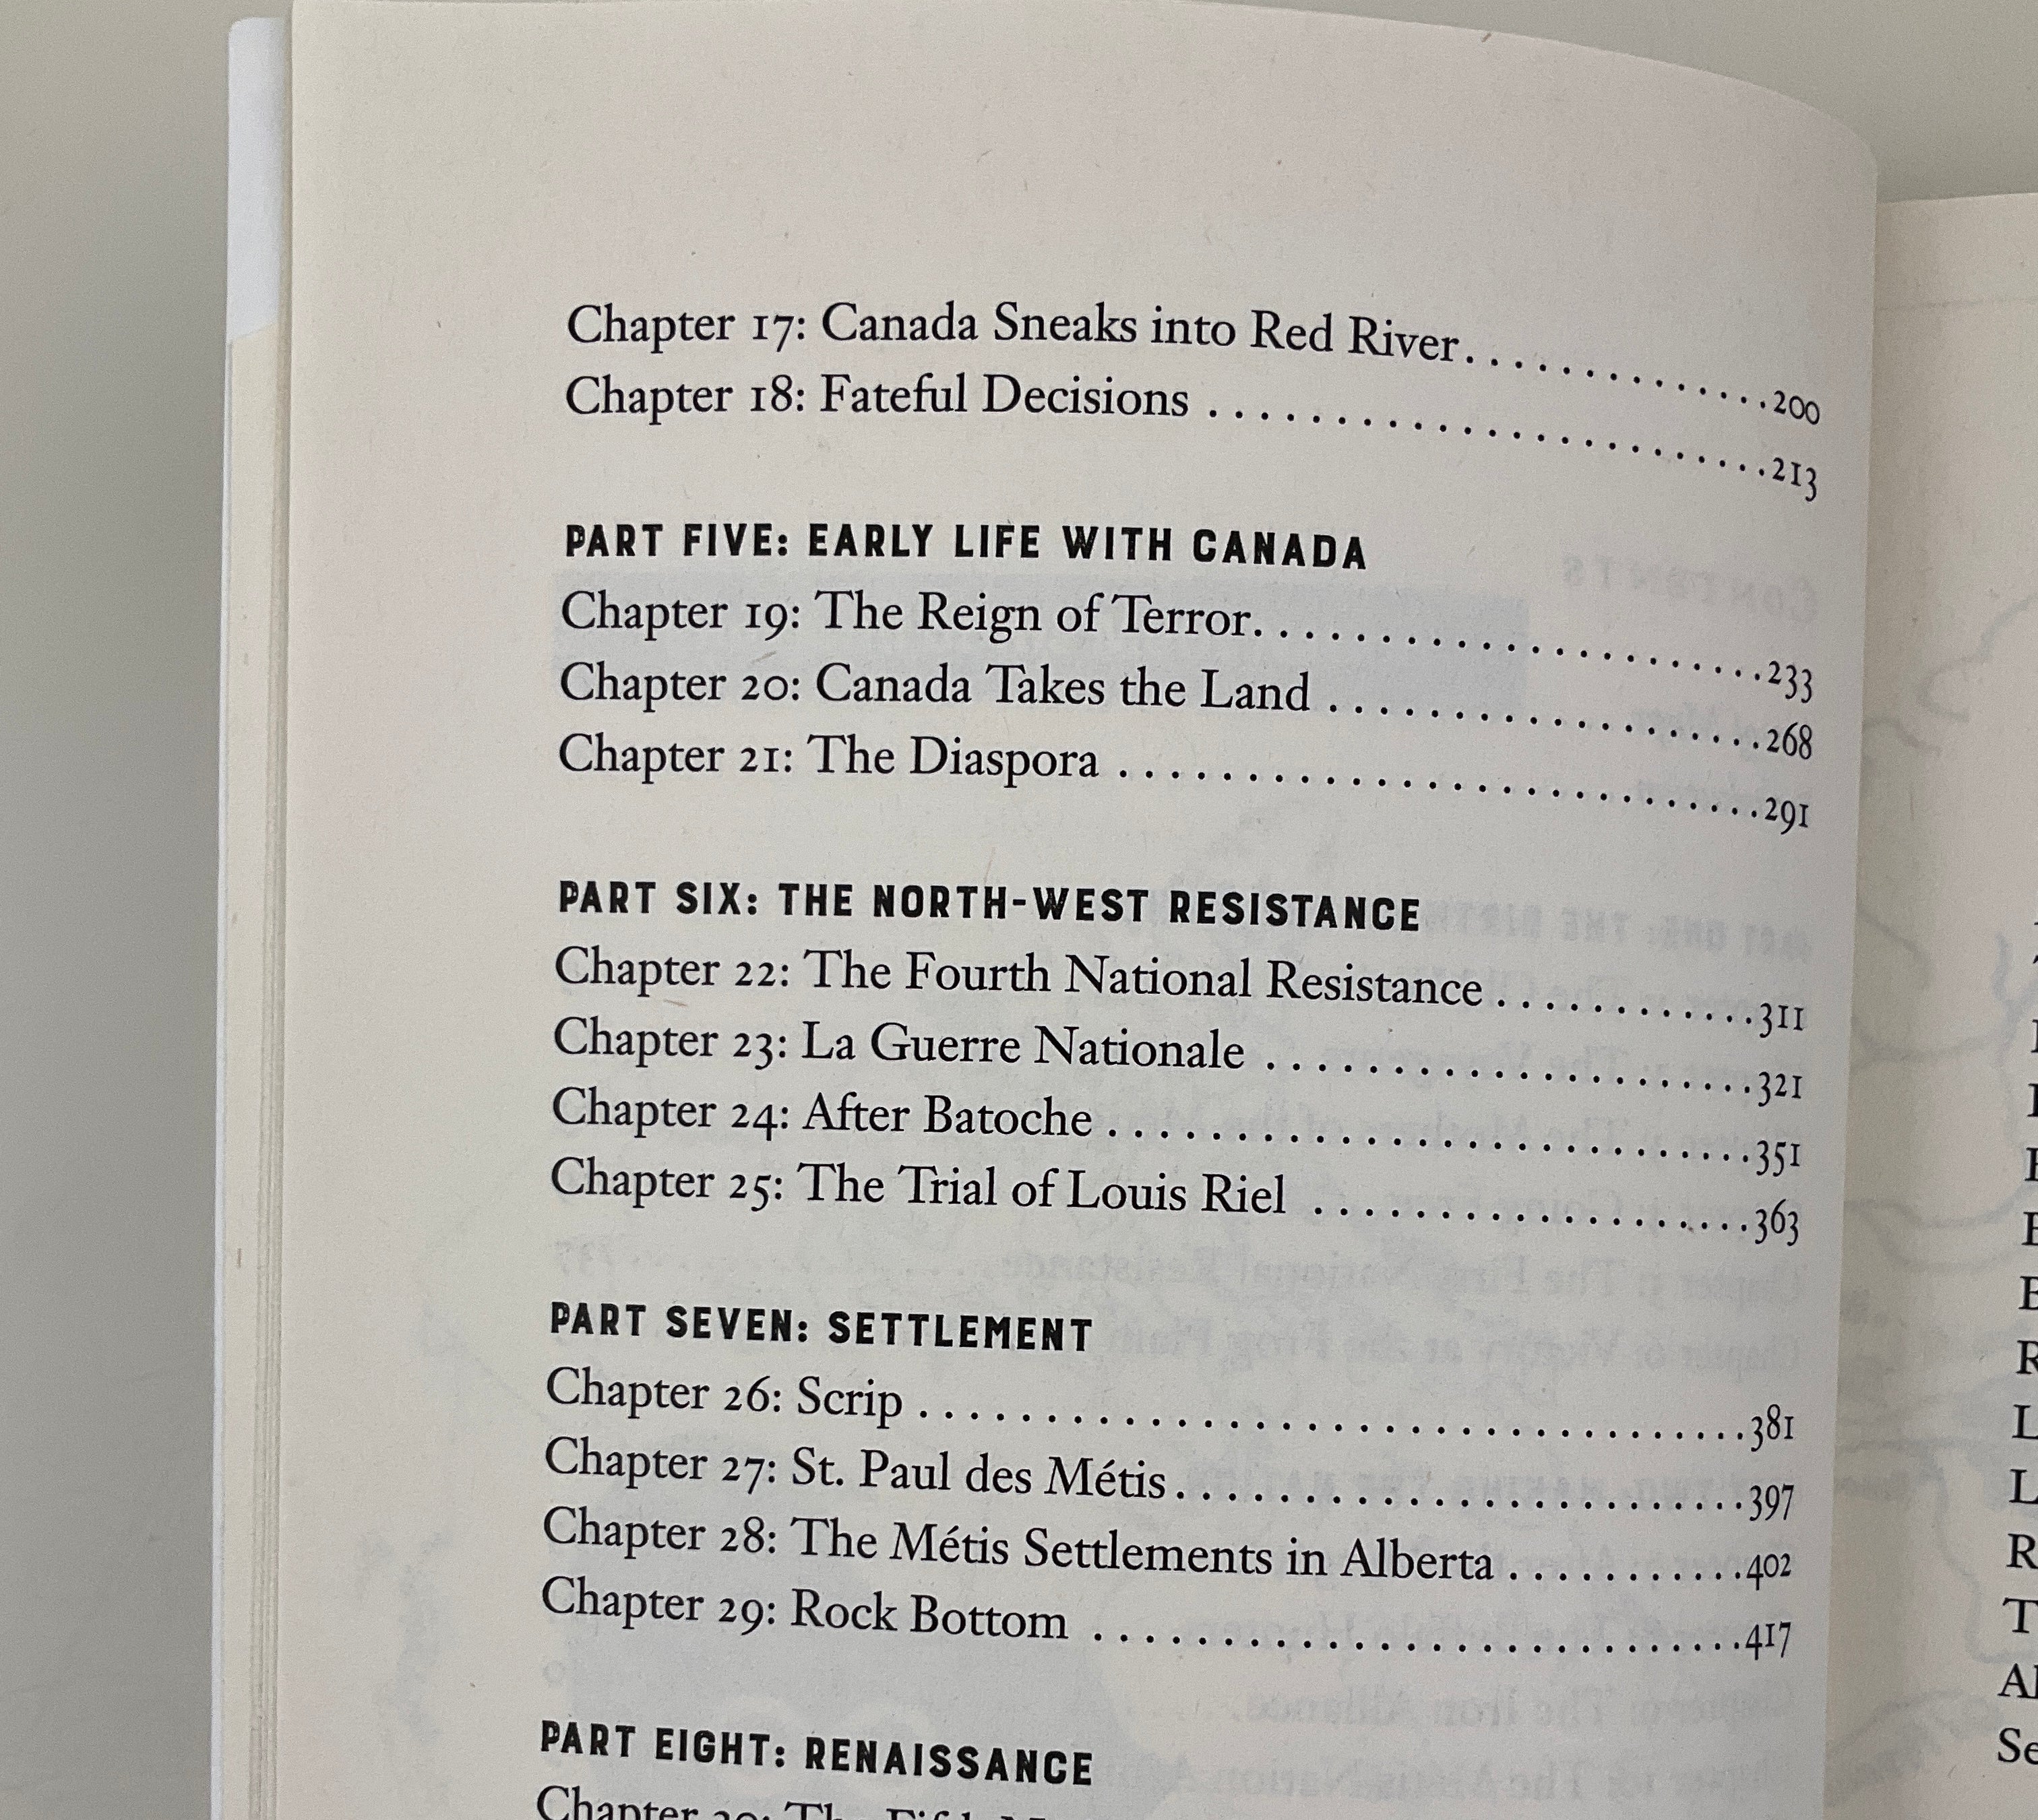 Chapter 17: Canada Sneaks into Red River. . . . . . . . . . . . .200
Chapter 18: Fateful Decisions . . . . . . . . . . . . . . . . . . . . . .213
PART FIVE: EARLY LIFE WITH CANADA
Chapter 19: The Reign of Terror. . . . . . . . . . . . . . . . . . . .233
Chapter 20: Canada Takes the Land . . . . . . . . . . . . . . . . .268
Chapter 21: The Diaspora . . . . . . . . . . . . . . . . . . . . . . . . .291
PART SIX: THE NORTH-WEST RESISTANCE
Chapter 22: The Fourth National Resistance . . . . . . . . . . .311
Chapter 23: La Guerre Nationale . . . . . . . . . . . . . . . . . . .321
Chapter 24: After Batoche . . . . . . . . . . . . . . . . . . . . . . . . .351
Chapter 25: The Trial of Louis Riel . . . . . . . . . . . . . . . . . .363
PART SEVEN: SETTLEMENT
Chapter 26: Scrip . . . . . . . . . . . . . . . . . . . . . . . . . . . . . . . .381
Chapter 27: St. Paul des Métis. . . . . . . . . . . . . . . . . . . . . . .397
Chapter 28: The Métis Settlements in Alberta . . . . . . . . . .402
Chapter 29: Rock Bottom . . . . . . . . . . . . . . . . . . . . . . . . . .417
PART EIGHT: RENAISSANCE
Chapter 30: The Fifth